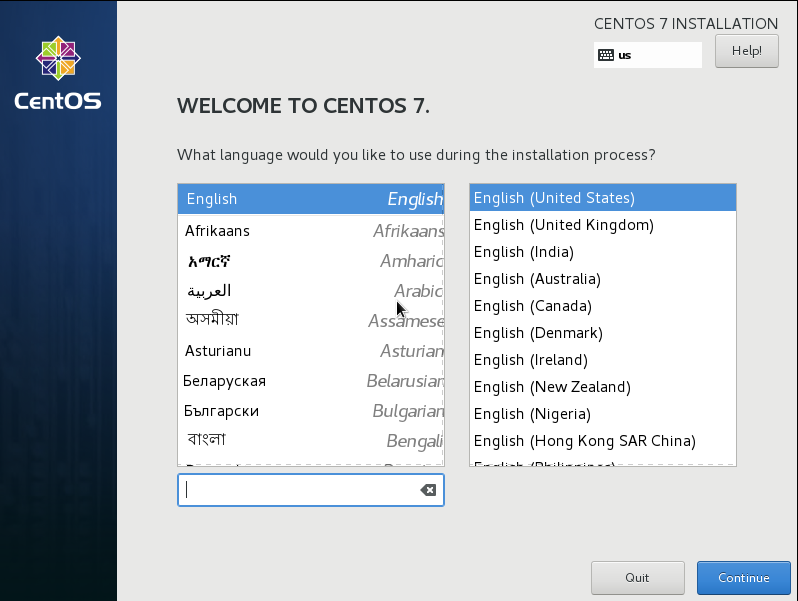 CENTOS 7 INSTALLATION
us
Help!
CentOS
WELCOME TO CENTOS 7.
What language would you like to use during the installation process?
English English
Afrikaans Afrikaans
አማርኛ Amharic
العربية Arabic
অসমীয়া Assamese
Asturianu Asturian
Беларуская Belarusian
Български Bulgarian
বাংলা Bengali
English (United States)
English (United Kingdom)
English (India)
English (Australia)
English (Canada)
English (Denmark)
English (Ireland)
English (New Zealand)
English (Nigeria)
English (Hong Kong SAR China)
English (Philippines)
Quit
Continue